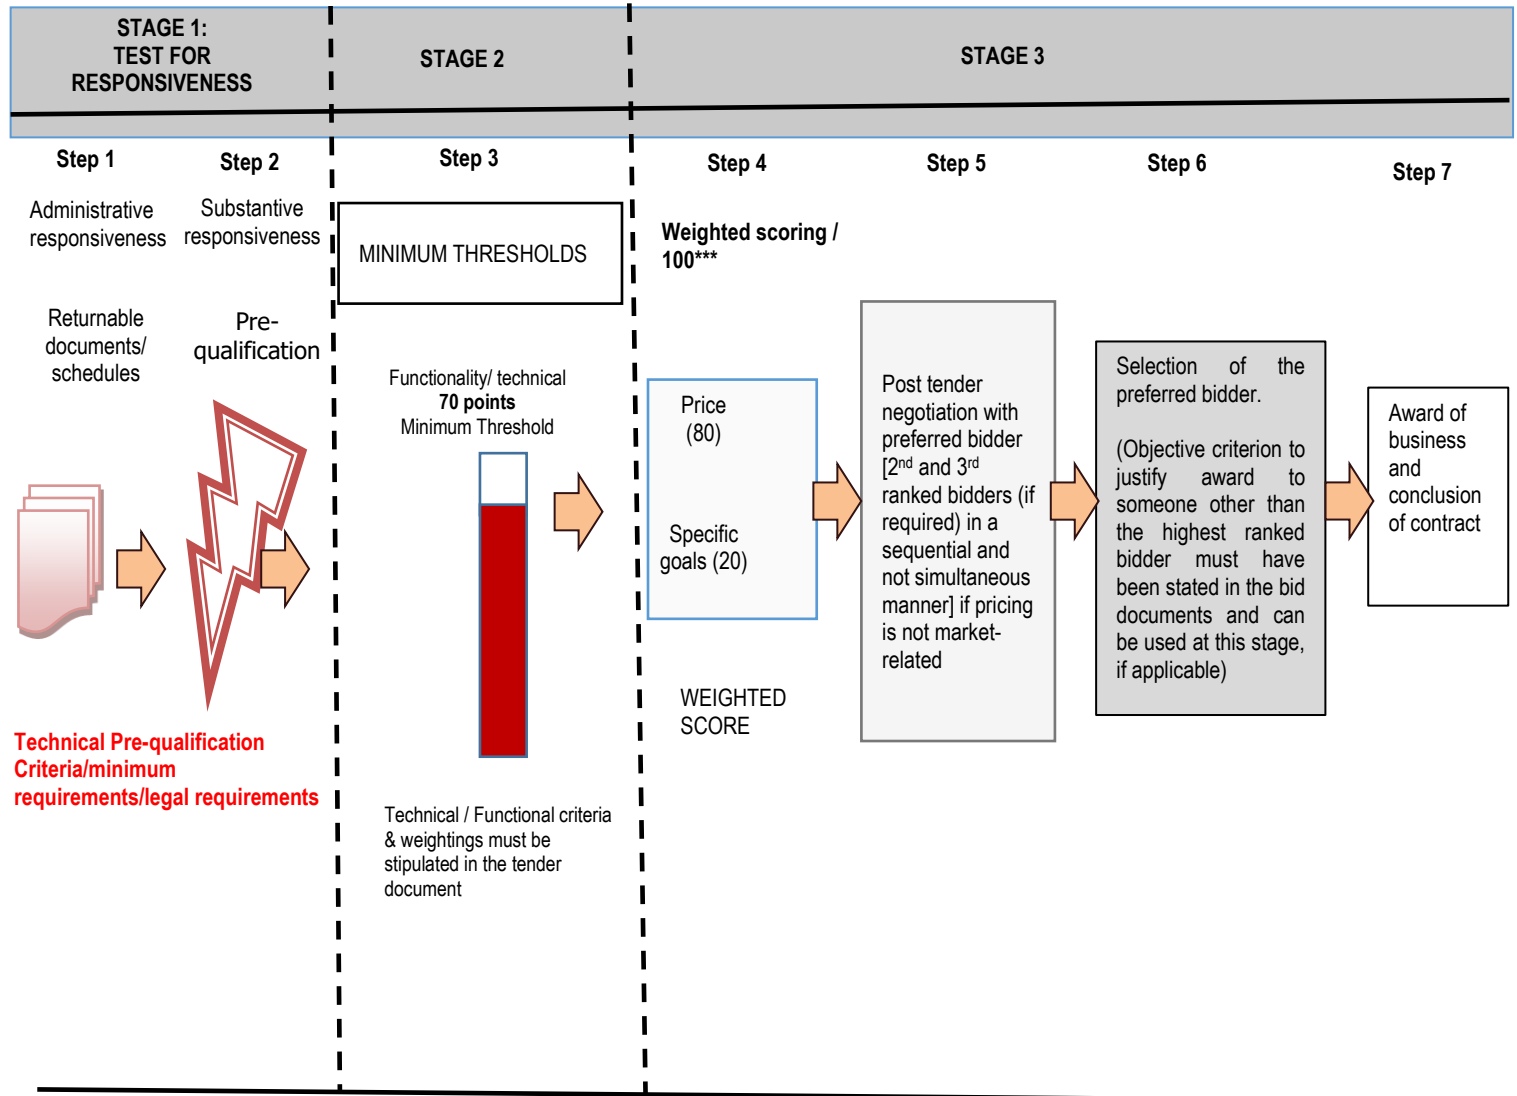 STAGE 1:
TEST FOR
RESPONSIVENESS
STAGE 2
STAGE 3
Step 1
Step 2
Step 3
Step 4
Step 5
Step 6
Step 7
Administrative
responsiveness
Substantive
responsiveness
MINIMUM THRESHOLDS
Weighted scoring /
100***
Returnable
documents/
schedules
Pre-
qualification
Functionality/ technical
70 points
Minimum Threshold
Price
(80)
Specific
goals (20)
WEIGHTED
SCORE
Post tender
negotiation with
preferred bidder
[2nd and 3rd
ranked bidders (if
required) in a
sequential and
not simultaneous
manner] if pricing
is not market-
related
Selection of the
preferred bidder.
(Objective criterion to
justify award to
someone other than
the highest ranked
bidder must have
been stated in the bid
documents and can
be used at this stage,
if applicable)
Award of
business
and
conclusion
of contract
Technical Pre-qualification
Criteria/minimum
requirements/legal requirements
Technical / Functional criteria
& weightings must be
stipulated in the tender
document